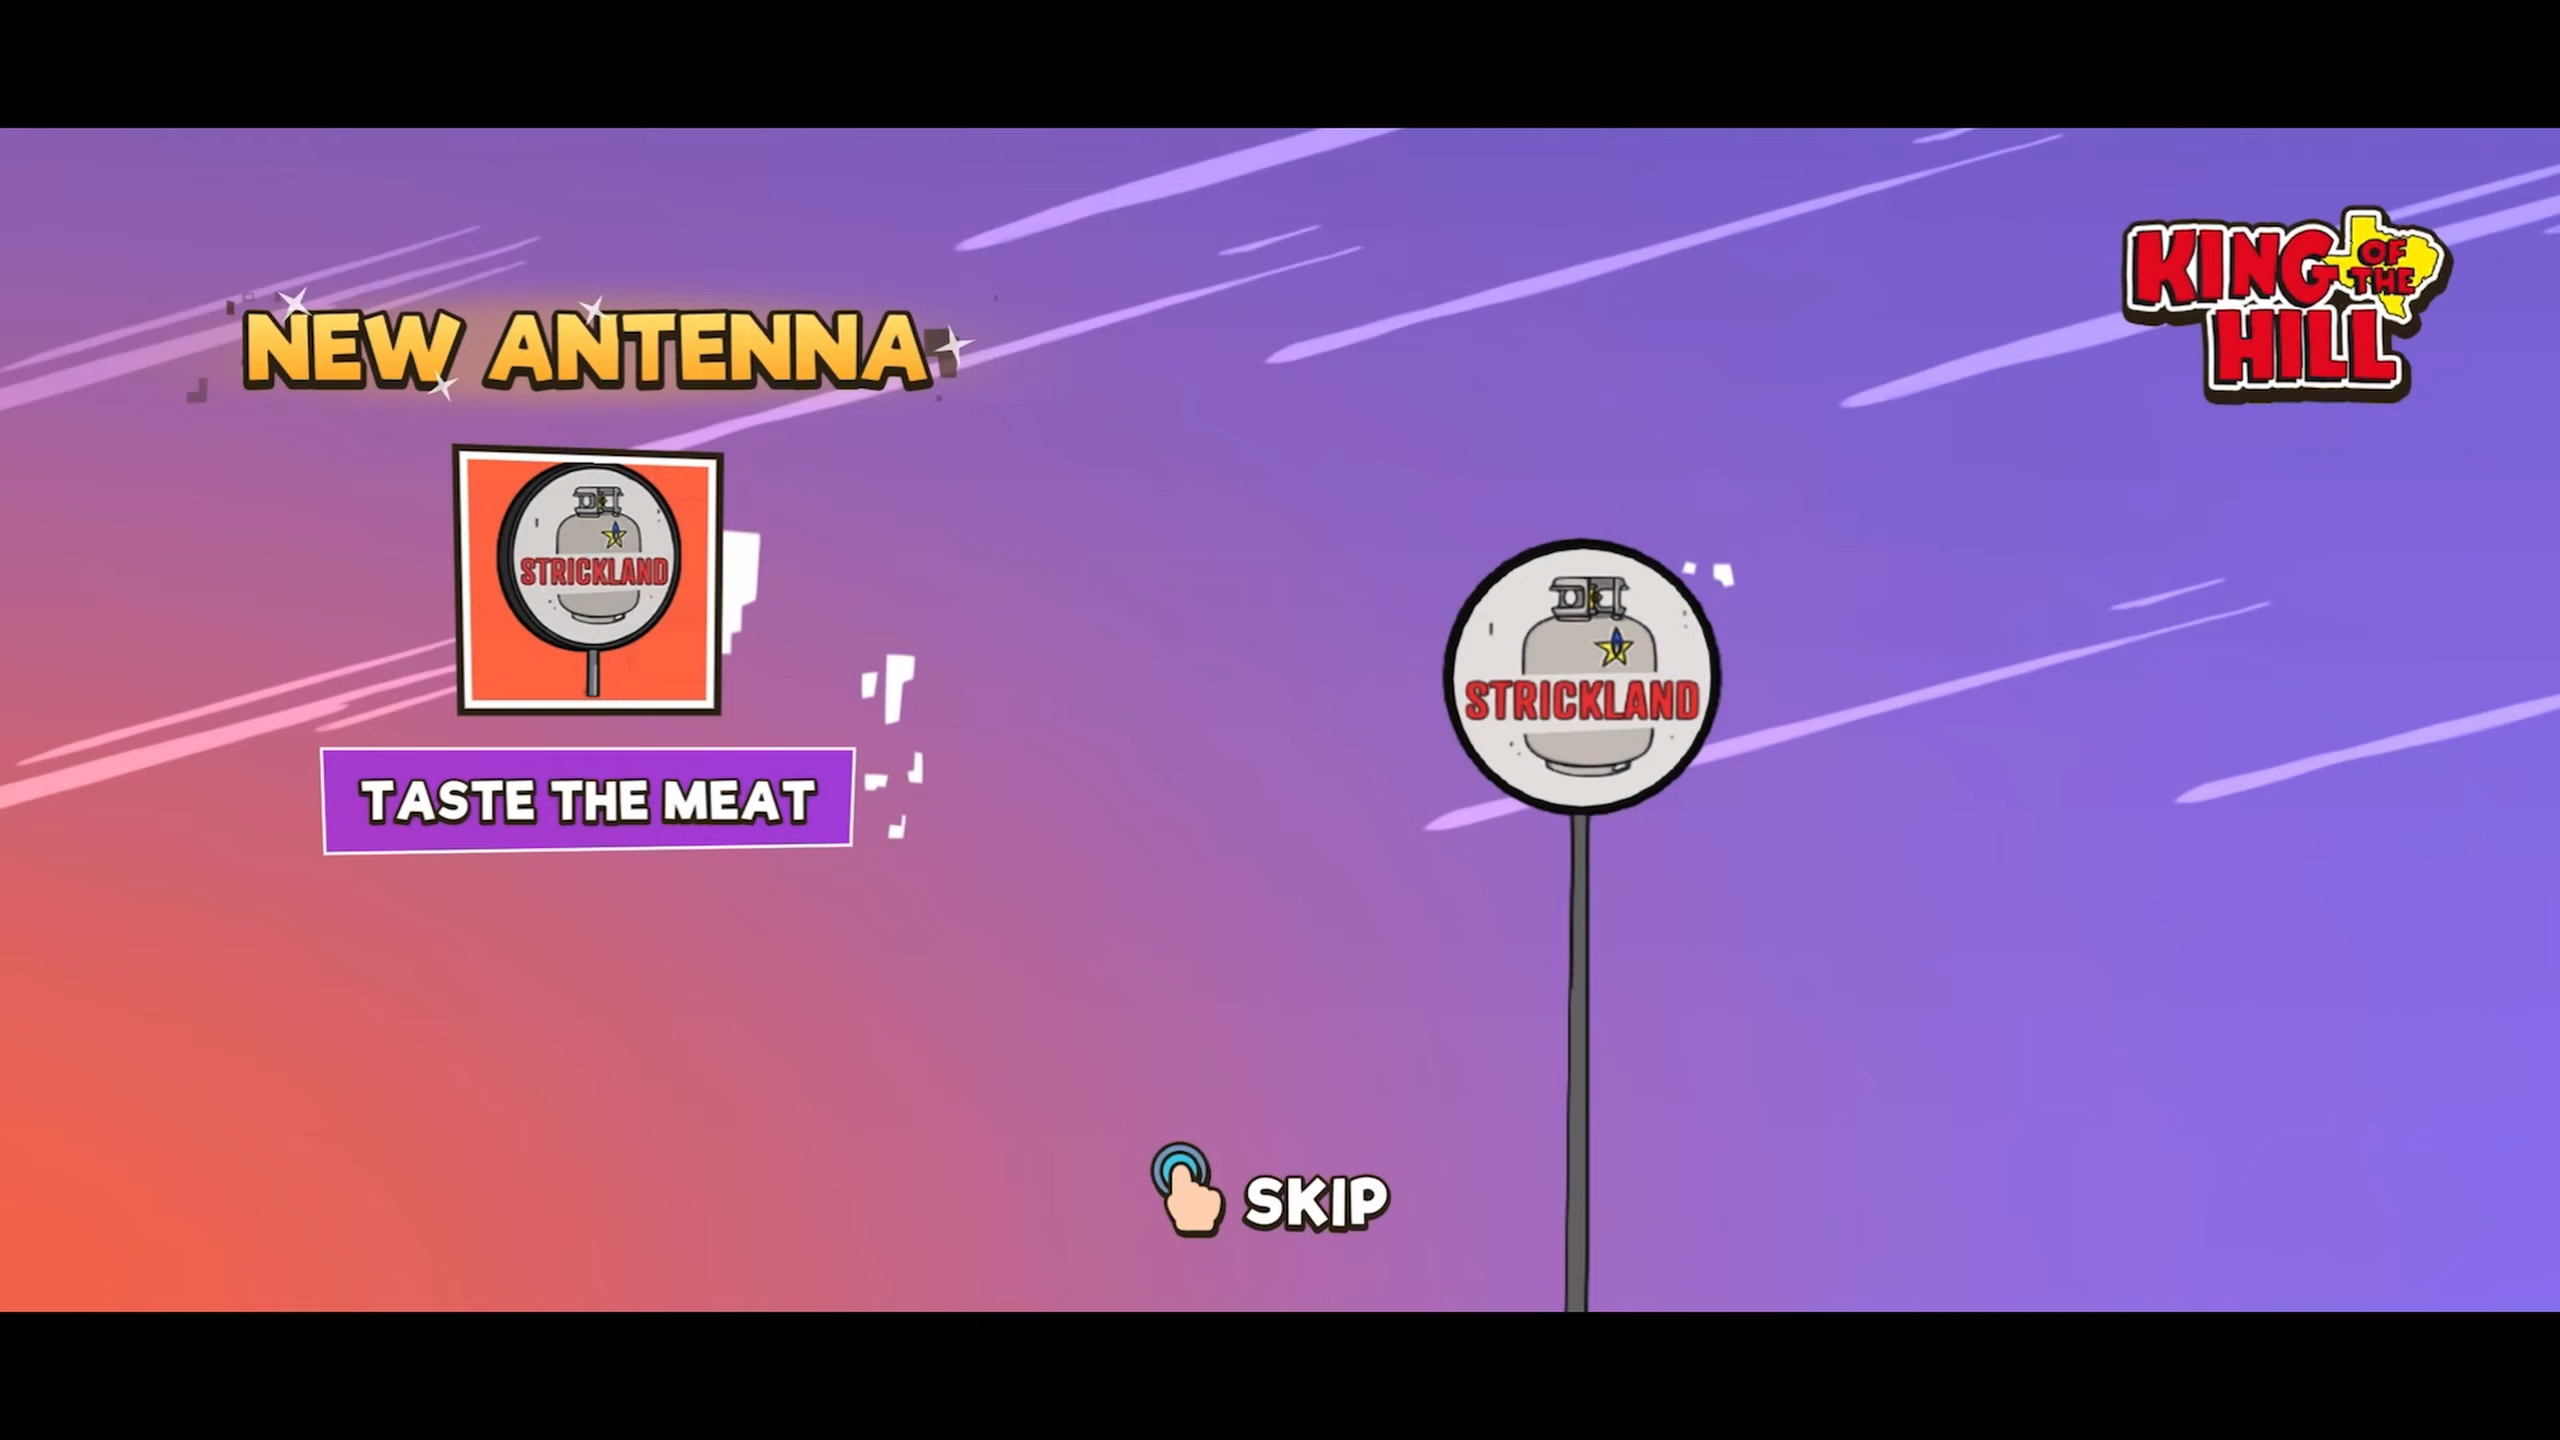 KING OF THE HILL
NEW ANTENNA
STRICKLAND
STRICKLAND
TASTE THE MEAT
SKIP